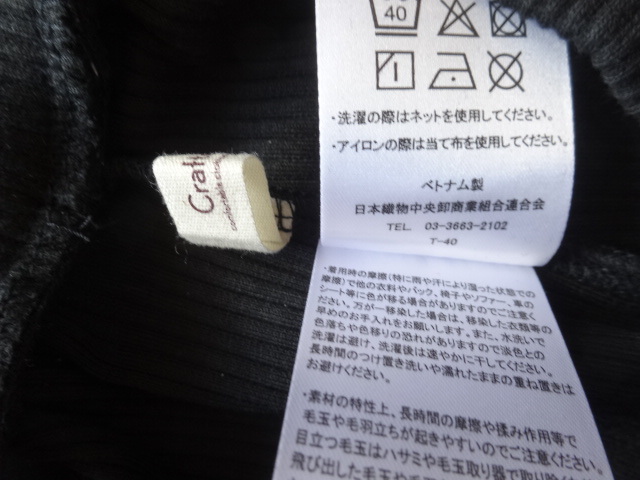 40
・洗濯の際はネットを使用してください。
・アイロンの際は当て布を使用してください。
ベトナム製
日本織物中央卸商業組合連合会
TEL 03-3663-2102
T-40
Crat
comfortable
・着用時の摩擦(特に雨や汗により湿った状態での
摩擦)で他の衣料やバック、椅子やソファー、車の
シート等に色が移る場合がありますのでご注意く
ださい。万が一移染した場合は、移染した衣類等の
早めのお手入れをお願いします。また、水洗いで
色落ちや色移りの恐れがありますので淡色との
洗濯は避け、洗濯後は速やかに干してください。
長時間のつけ置き洗いや濡れたままの重ね置きは
お避けください。
・素材の特性上、長時間の摩擦や揉み作用等で
毛玉や毛羽立ちが起きやすいのでご注意ください。
目立つ毛玉はハサミや毛玉取り器で取り除くか
飛び出した毛玉や